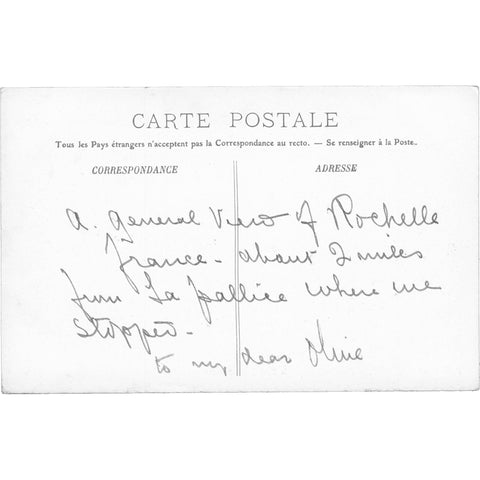 CARTE POSTALE
Tous les Pays étrangers n'acceptent pas la Correspondance au recto. — Se renseigner à la Poste.
CORRESPONDANCE
ADRESSE
A. General View of Rochelle
France - about 2 miles
from La Pallice where we
stopped -
to my dear Olive